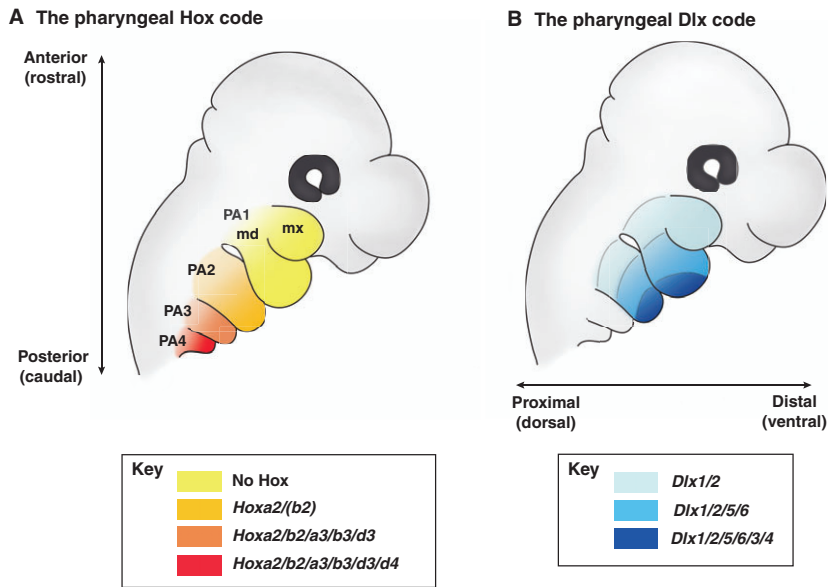 A The pharyngeal Hox code
Anterior
(rostral)
PA1
md
mx
PA2
PA3
PA4
Posterior
(caudal)
Key
No Hox
Hoxa2/(b2)
Hoxa2/b2/a3/b3/d3
Hoxa2/b2/a3/b3/d3/d4
B The pharyngeal Dlx code
Proximal
(dorsal)
Distal
(ventral)
Key
Dlx1/2
Dlx1/2/5/6
Dlx1/2/5/6/3/4